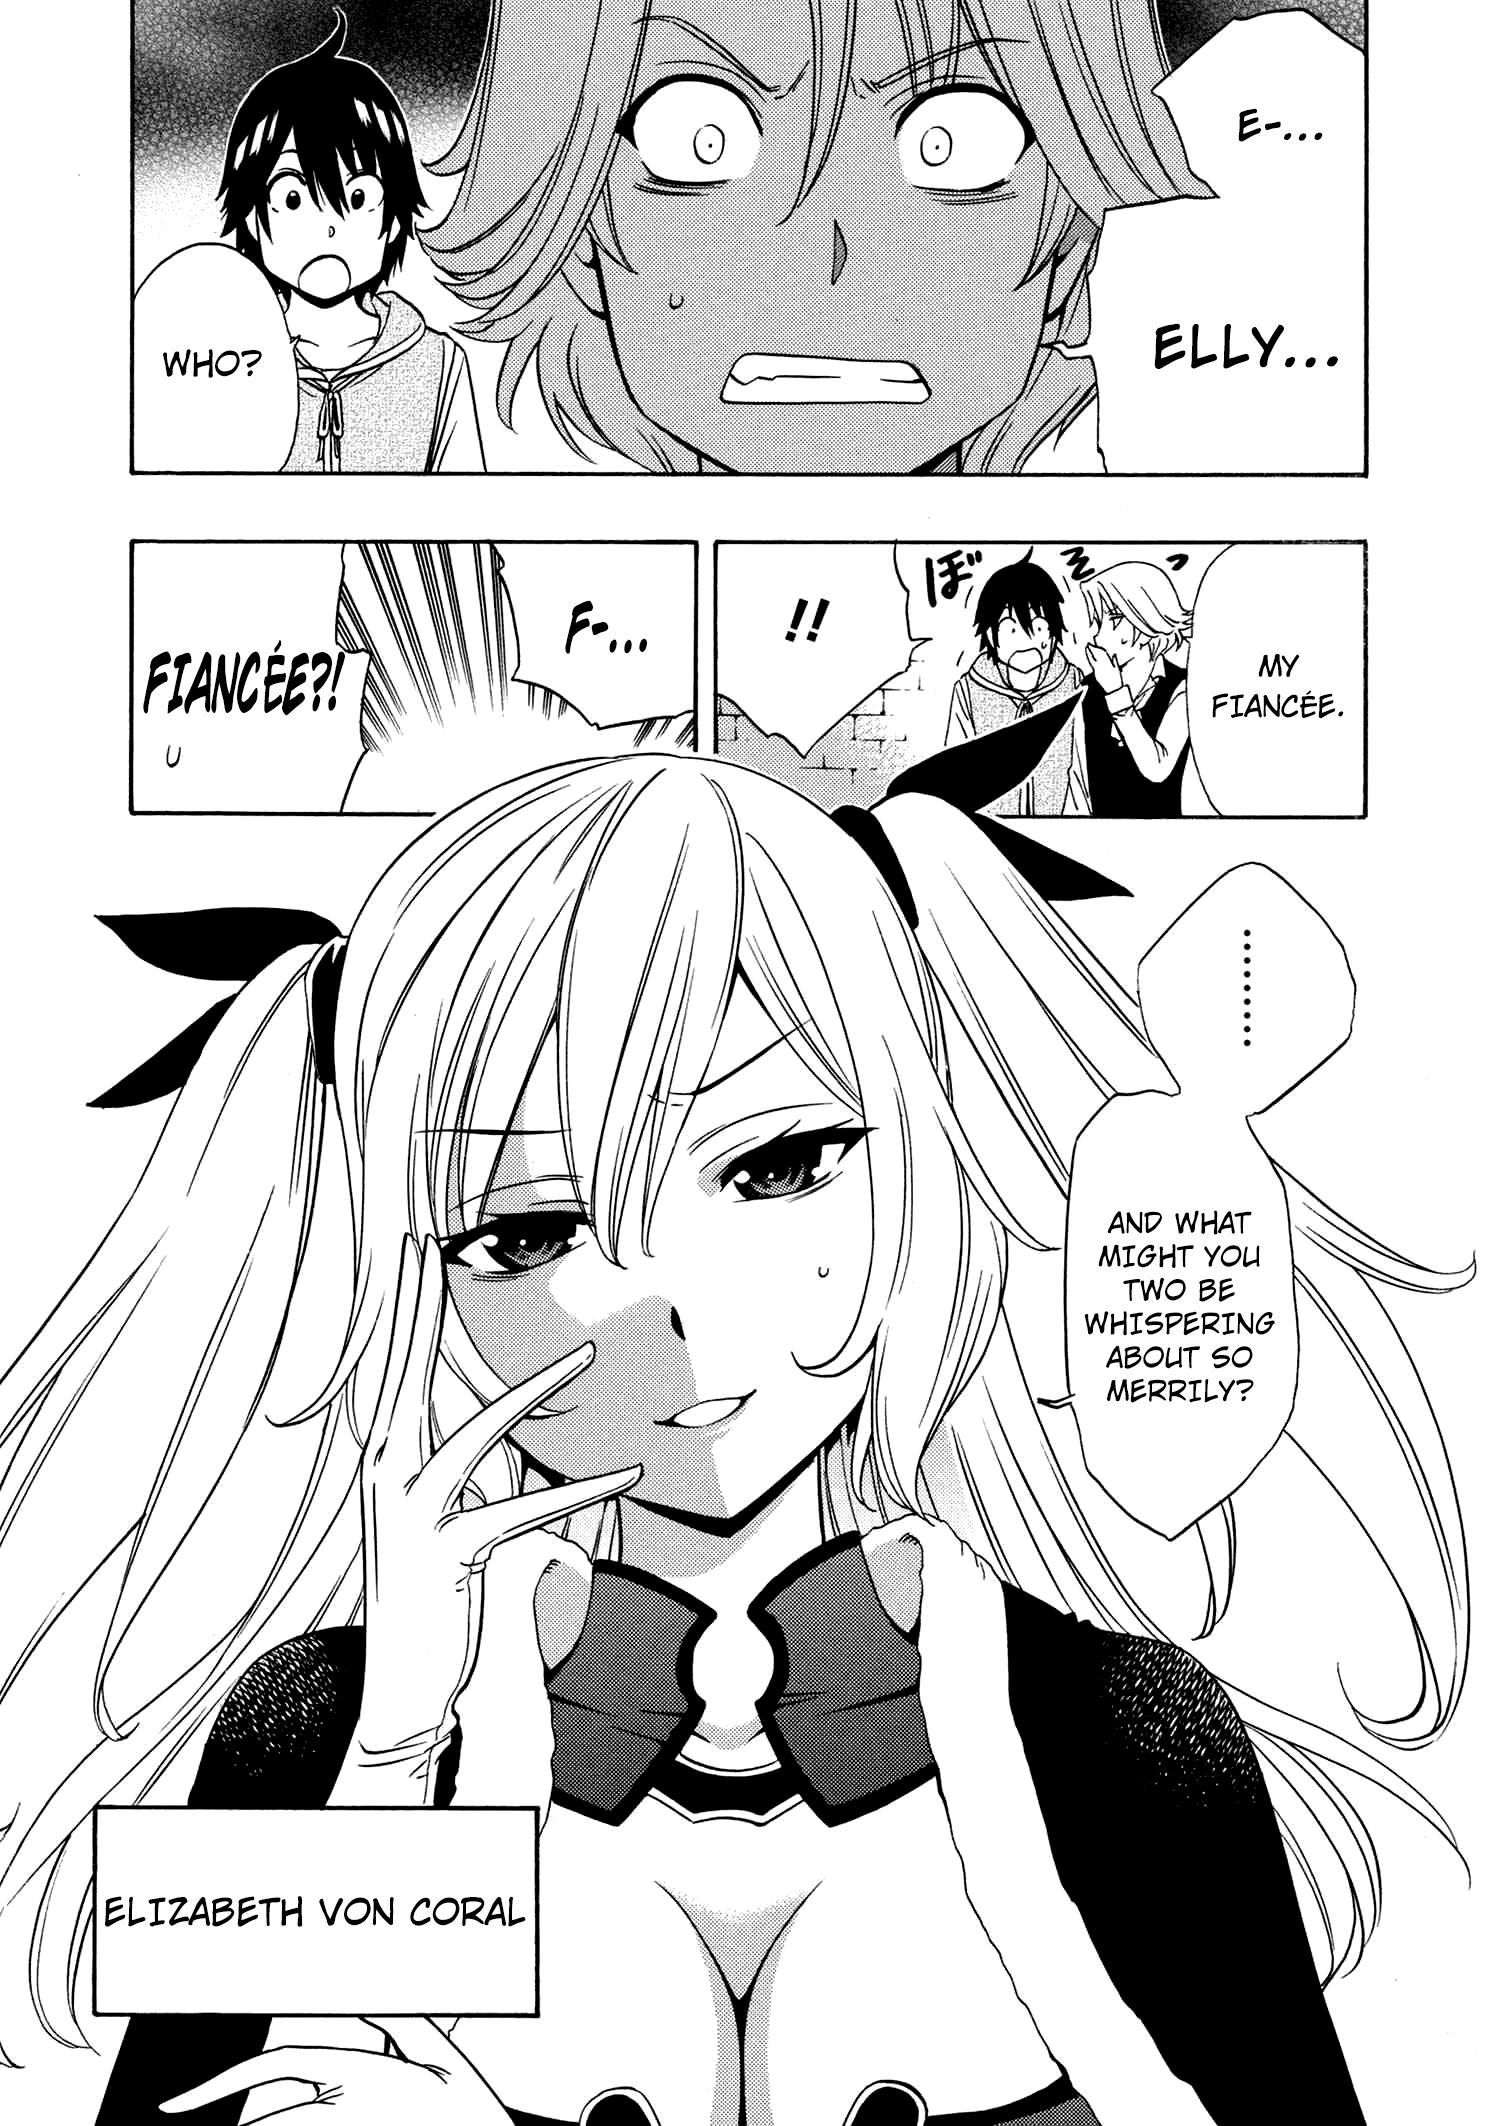 E-...
ELLY...
WHO?
MY
FIANCÉE.
ぼそっ
!!
F-...
FIANCÉE?!
.........
AND WHAT
MIGHT YOU
TWO BE
WHISPERING
ABOUT SO
MERRILY?
ELIZABETH VON CORAL